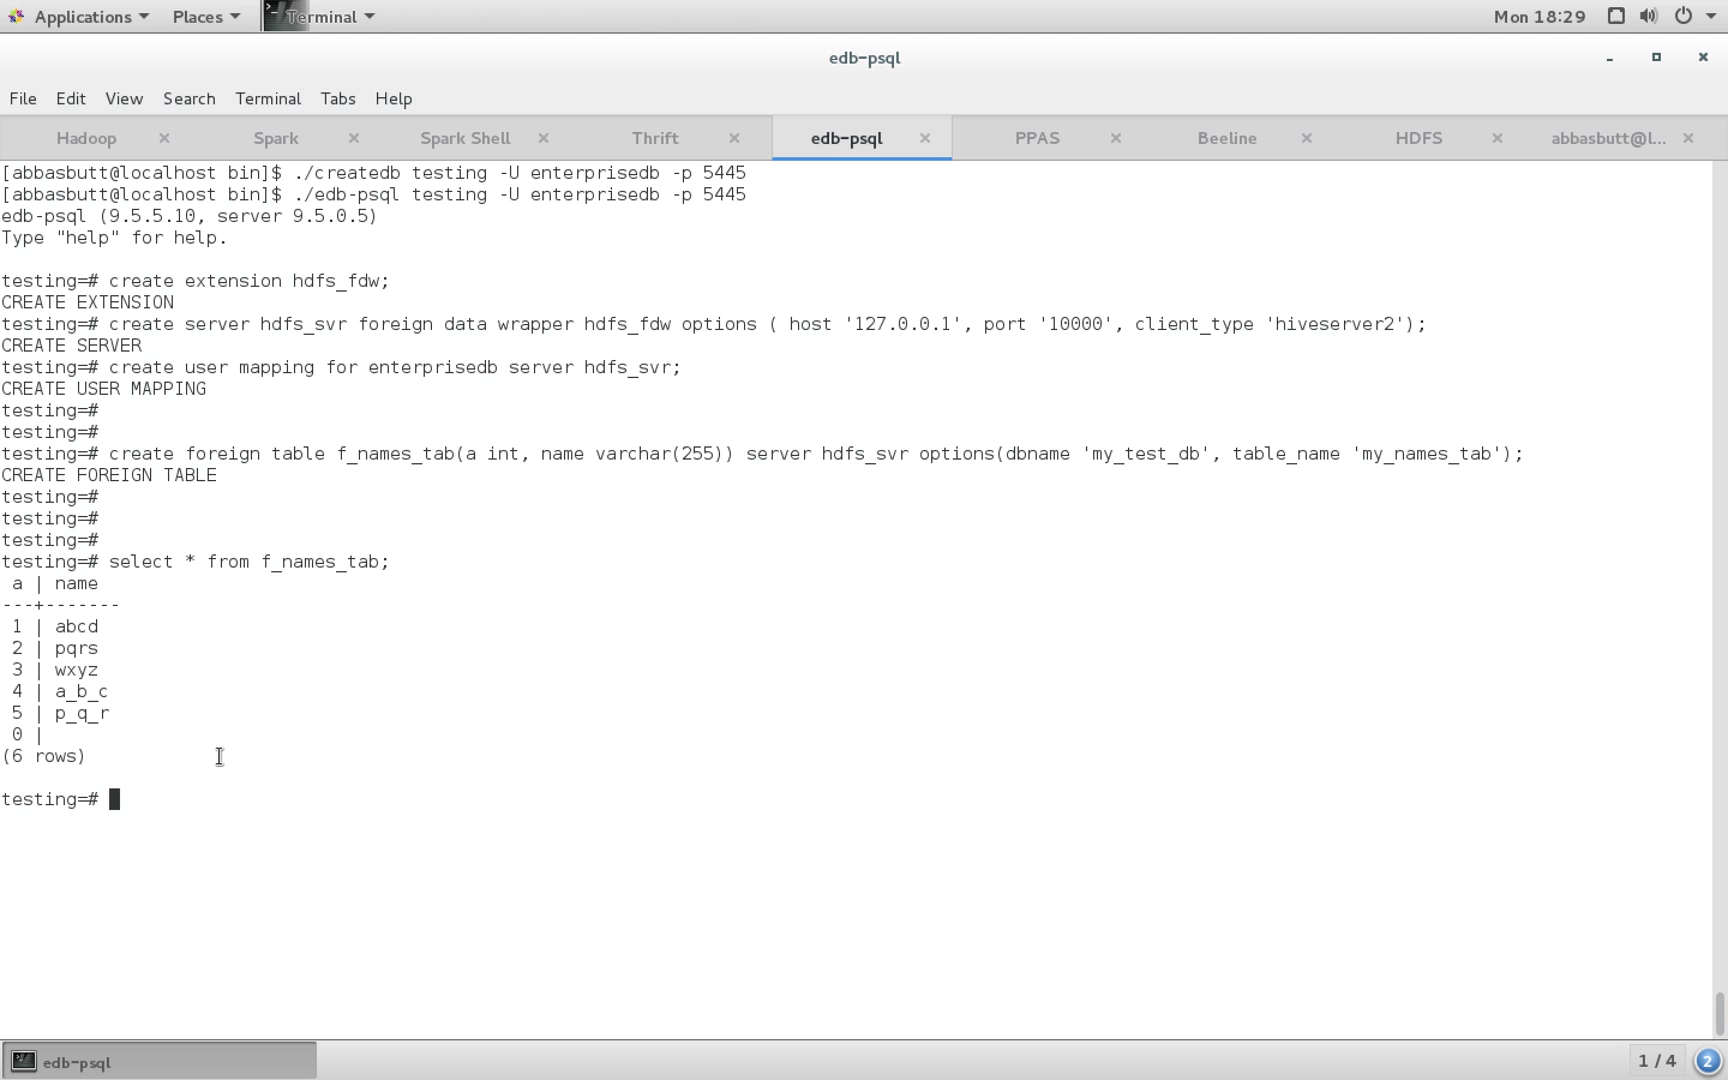 Applications Places Terminal Mon 18:29
edb-psql
File Edit View Search Terminal Tabs Help
Hadoop Spark Spark Shell Thrift edb-psql PPAS Beeline HDFS abbasbutt@l...
[abbasbutt@localhost bin]$ ./createdb testing -U enterprisedb -p 5445
[abbasbutt@localhost bin]$ ./edb-psql testing -U enterprisedb -p 5445
edb-psql (9.5.5.10, server 9.5.0.5)
Type "help" for help.
testing=# create extension hdfs_fdw;
CREATE EXTENSION
testing=# create server hdfs_svr foreign data wrapper hdfs_fdw options ( host '127.0.0.1', port '10000', client_type 'hiveserver2');
CREATE SERVER
testing=# create user mapping for enterprisedb server hdfs_svr;
CREATE USER MAPPING
testing=#
testing=#
testing=# create foreign table f_names_tab(a int, name varchar(255)) server hdfs_svr options(dbname 'my_test_db', table_name 'my_names_tab');
CREATE FOREIGN TABLE
testing=#
testing=#
testing=#
testing=# select * from f_names_tab;
 a | name
---+-------
 1 | abcd
 2 | pqrs
 3 | wxyz
 4 | a_b_c
 5 | p_q_r
 0 |
(6 rows)
testing=#
edb-psql 1 / 4 2